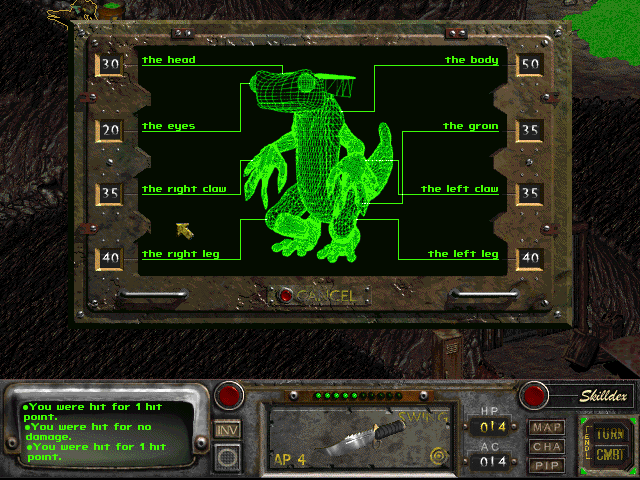 30 the head the body 50
20 the eyes the groin 35
35 the right claw the left claw 35
40 the right leg the left leg 40
CANCEL
You were hit for 1 hit
point.
You were hit for no
damage.
You were hit for 1 hit
point.
INV
SWING
AP 4
HP
014
AC
014
MAP
CHA
PIP
Skilldex
TURN
CMBT
END